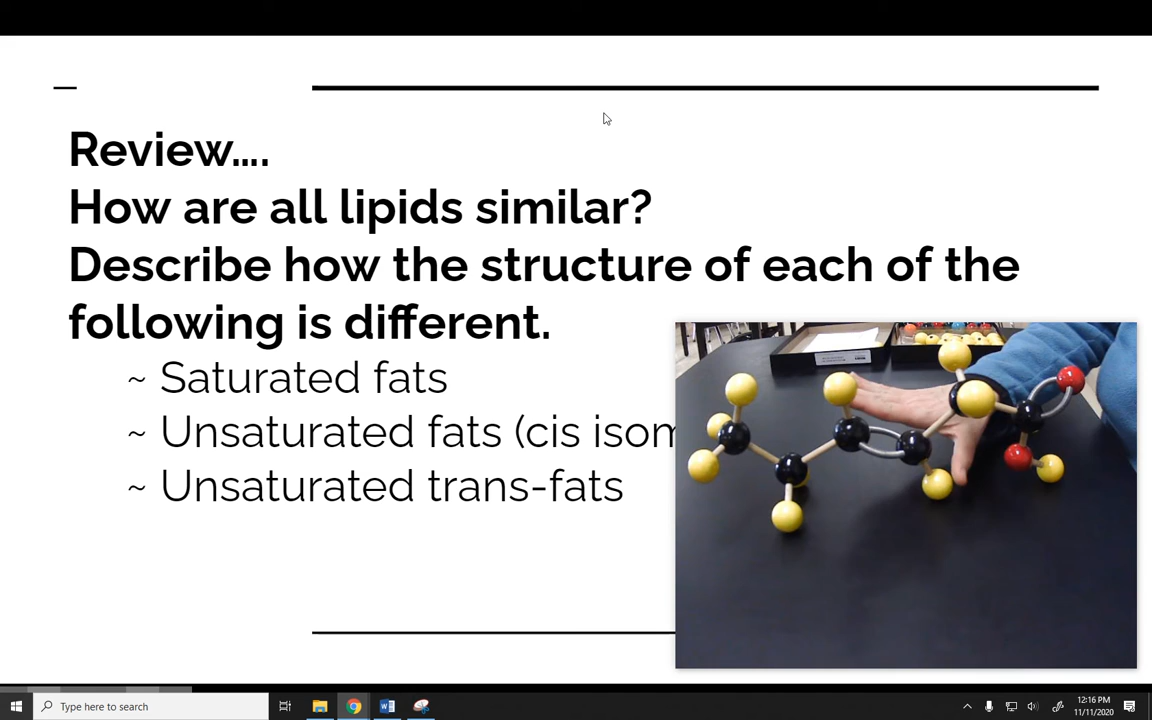 Review....
How are all lipids similar?
Describe how the structure of each of the
following is different.
~ Saturated fats
~ Unsaturated fats (cis isom
~ Unsaturated trans-fats
Type here to search
12:16 PM
11/11/2020